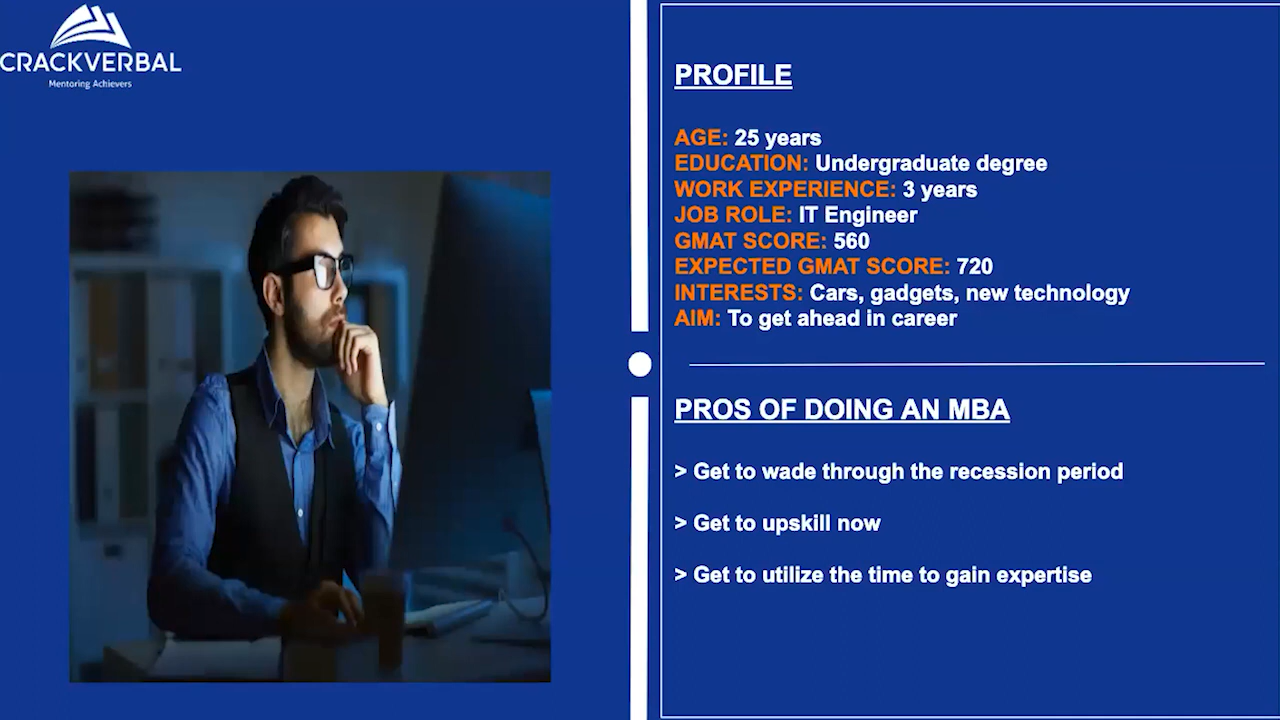 CRACKVERBAL
Mentoring Achievers
PROFILE
AGE: 25 years
EDUCATION: Undergraduate degree
WORK EXPERIENCE: 3 years
JOB ROLE: IT Engineer
GMAT SCORE: 560
EXPECTED GMAT SCORE: 720
INTERESTS: Cars, gadgets, new technology
AIM: To get ahead in career
PROS OF DOING AN MBA
> Get to wade through the recession period
> Get to upskill now
> Get to utilize the time to gain expertise